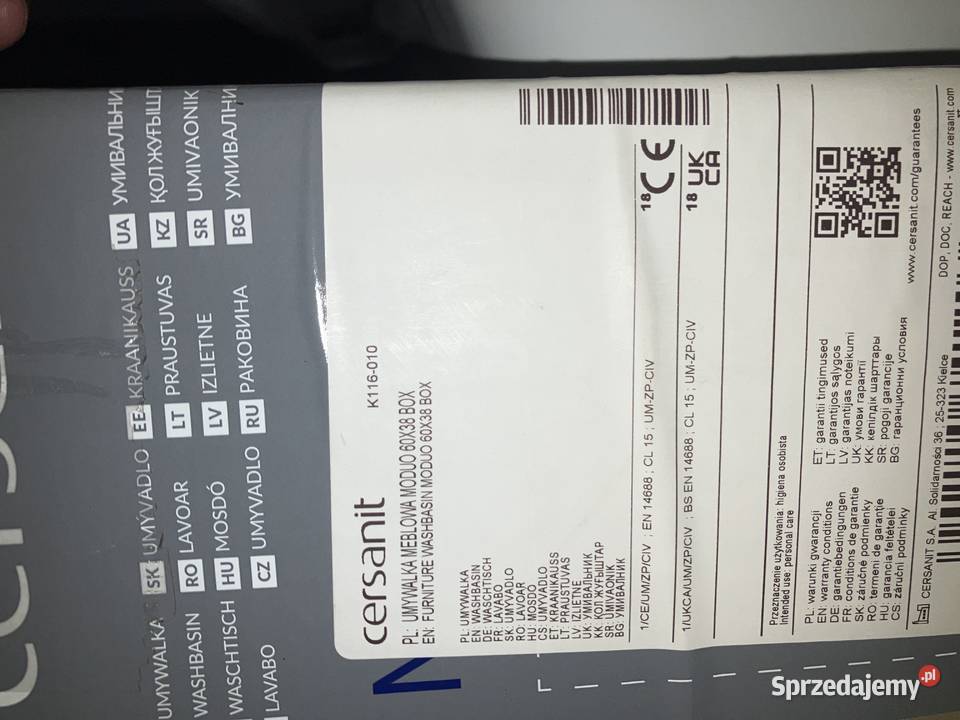 UMYWALKA
SK UMÝVADLO
EE KRAANIKAUSS
UA УМИВАЛЬНИ
WASHBASIN
RO LAVOAR
LT PRAUSTUVAS
KZ ҚОЛЖУҒЫШТ
WASCHTISCH
HU MOSDÓ
LV IZLIETNE
SR UMIVAONIK
LAVABO
CZ UMYVADLO
RU РАКОВИНА
BG УМИВАЛНИ
cersanit
K116-010
PL: UMYWALKA MEBLOWA MODUO 60X38 BOX
EN: FURNITURE WASHBASIN MODUO 60X38 BOX
PL: UMYWALKA
EN: WASHBASIN
DE: WASCHTISCH
FR: LAVABO
SK: UMÝVADLO
RO: LAVOAR
HU: MOSDO
CS: UMYVADLO
ET: KRAANIKAUSS
LT: PRAUSTUVAS
LV: IZLIETNE
UK: УМИВАЛЬНИК
KK: ҚОЛЖУҒЫШТАР
SR: UMIVAONIK
BG: УМИВАЛНИК
1/CE/UM/ZP/CIV ; EN 14688 ; CL 15 ; UM-ZP-CIV
18 CE
1/UKCA/UM/ZP/CIV ; BS EN 14688 ; CL 15 ; UM-ZP-CIV
18 UK CA
Przeznaczenie użytkowania: higiena osobista
Intended use: personal care
PL: warunki gwarancji
EN: warranty conditions
DE: garantiebedingungen
FR: conditions de garantie
SK: záručné podmienky
RO: termeni de garanție
HU: garancia feltételei
CS: záruční podmínky
ET: garantii tingimused
LT: garantijos sąlygos
LV: garantijas noteikumi
UK: умови гарантії
KK: кепілдік шарттары
SR: pogoji garancije
BG: гаранционни условия
www.cersanit.com/guarantees
CERSANIT S.A. Al. Solidarności 36 ; 25-323 Kielce
DOP, DOC, REACH - www.cersanit.com
Sprzedajemy.pl